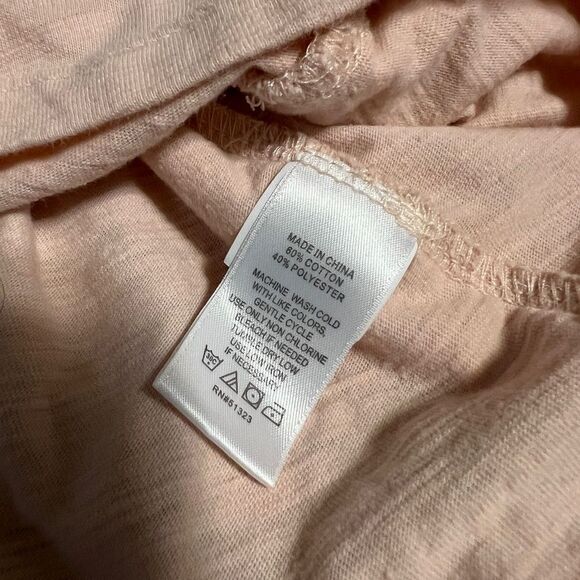 MADE IN CHINA
60% COTTON
40% POLYESTER
MACHINE WASH COLD
WITH LIKE COLORS,
GENTLE CYCLE
USE ONLY NON CHLORINE
BLEACH IF NEEDED
TUMBLE DRY LOW
USE LOW IRON
IF NECESSARY
RN#51323